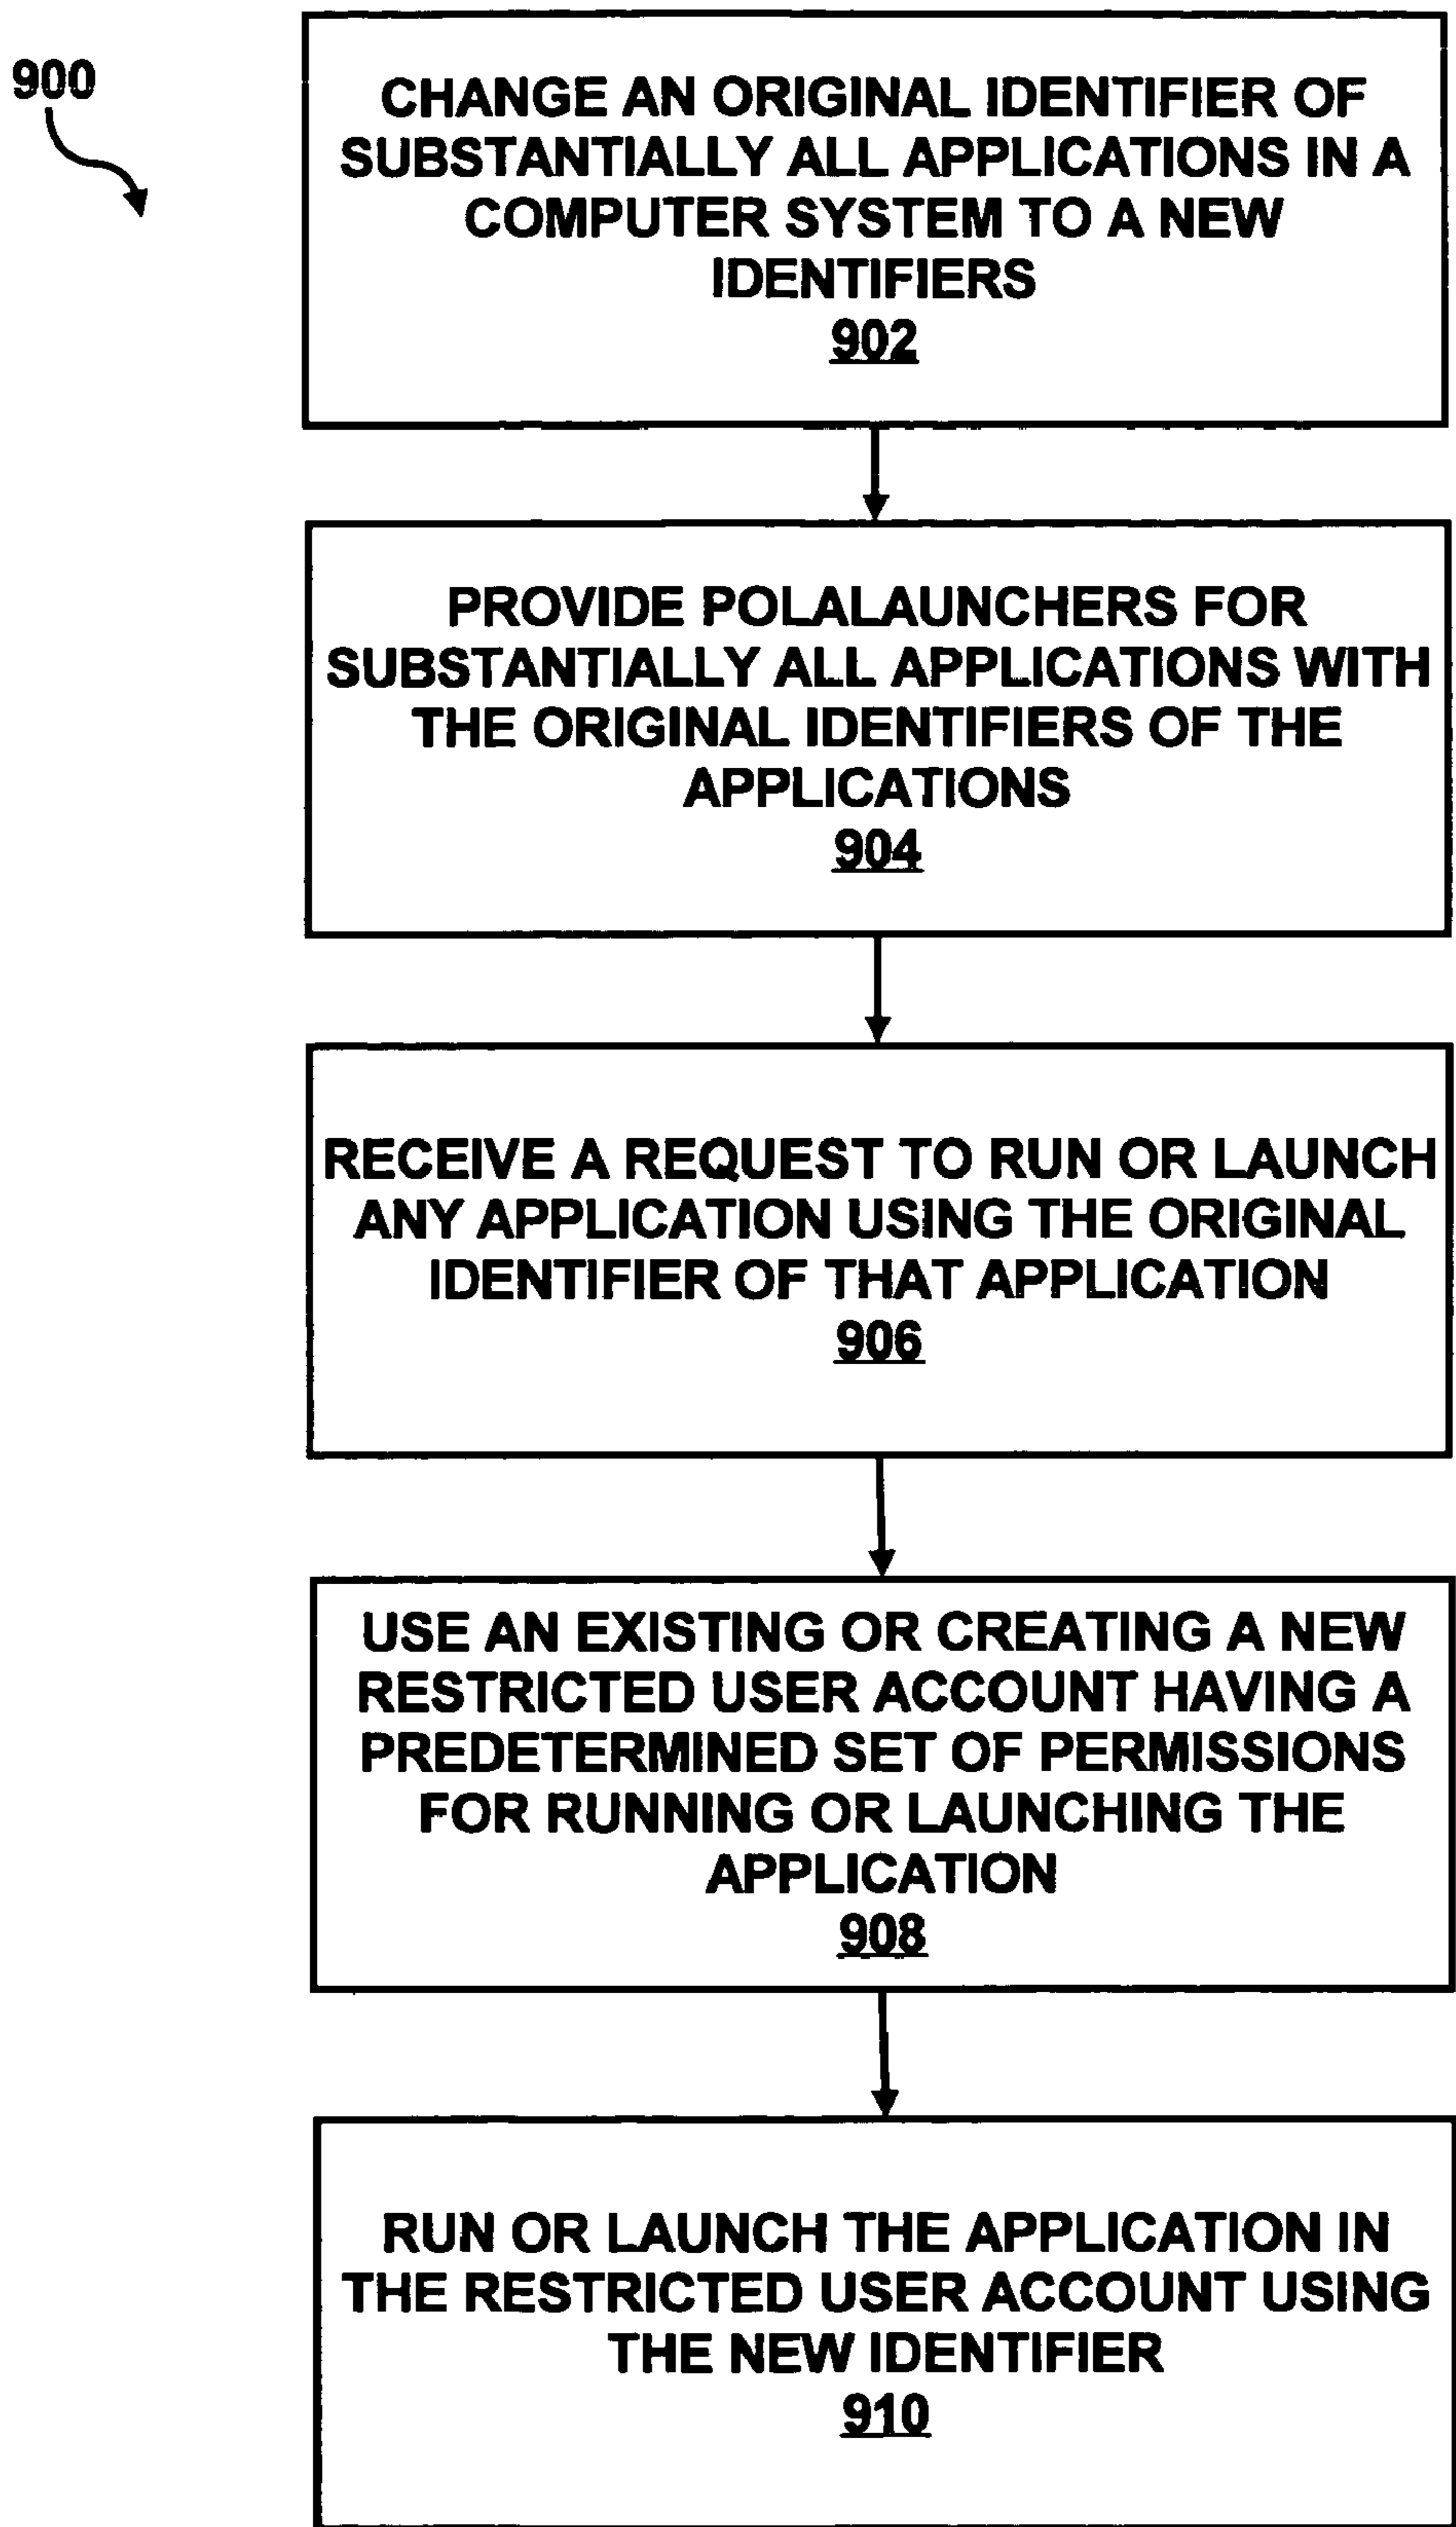 900
CHANGE AN ORIGINAL IDENTIFIER OF
SUBSTANTIALLY ALL APPLICATIONS IN A
COMPUTER SYSTEM TO A NEW
IDENTIFIERS
902
PROVIDE POLALAUNCHERS FOR
SUBSTANTIALLY ALL APPLICATIONS WITH
THE ORIGINAL IDENTIFIERS OF THE
APPLICATIONS
904
RECEIVE A REQUEST TO RUN OR LAUNCH
ANY APPLICATION USING THE ORIGINAL
IDENTIFIER OF THAT APPLICATION
906
USE AN EXISTING OR CREATING A NEW
RESTRICTED USER ACCOUNT HAVING A
PREDETERMINED SET OF PERMISSIONS
FOR RUNNING OR LAUNCHING THE
APPLICATION
908
RUN OR LAUNCH THE APPLICATION IN
THE RESTRICTED USER ACCOUNT USING
THE NEW IDENTIFIER
910